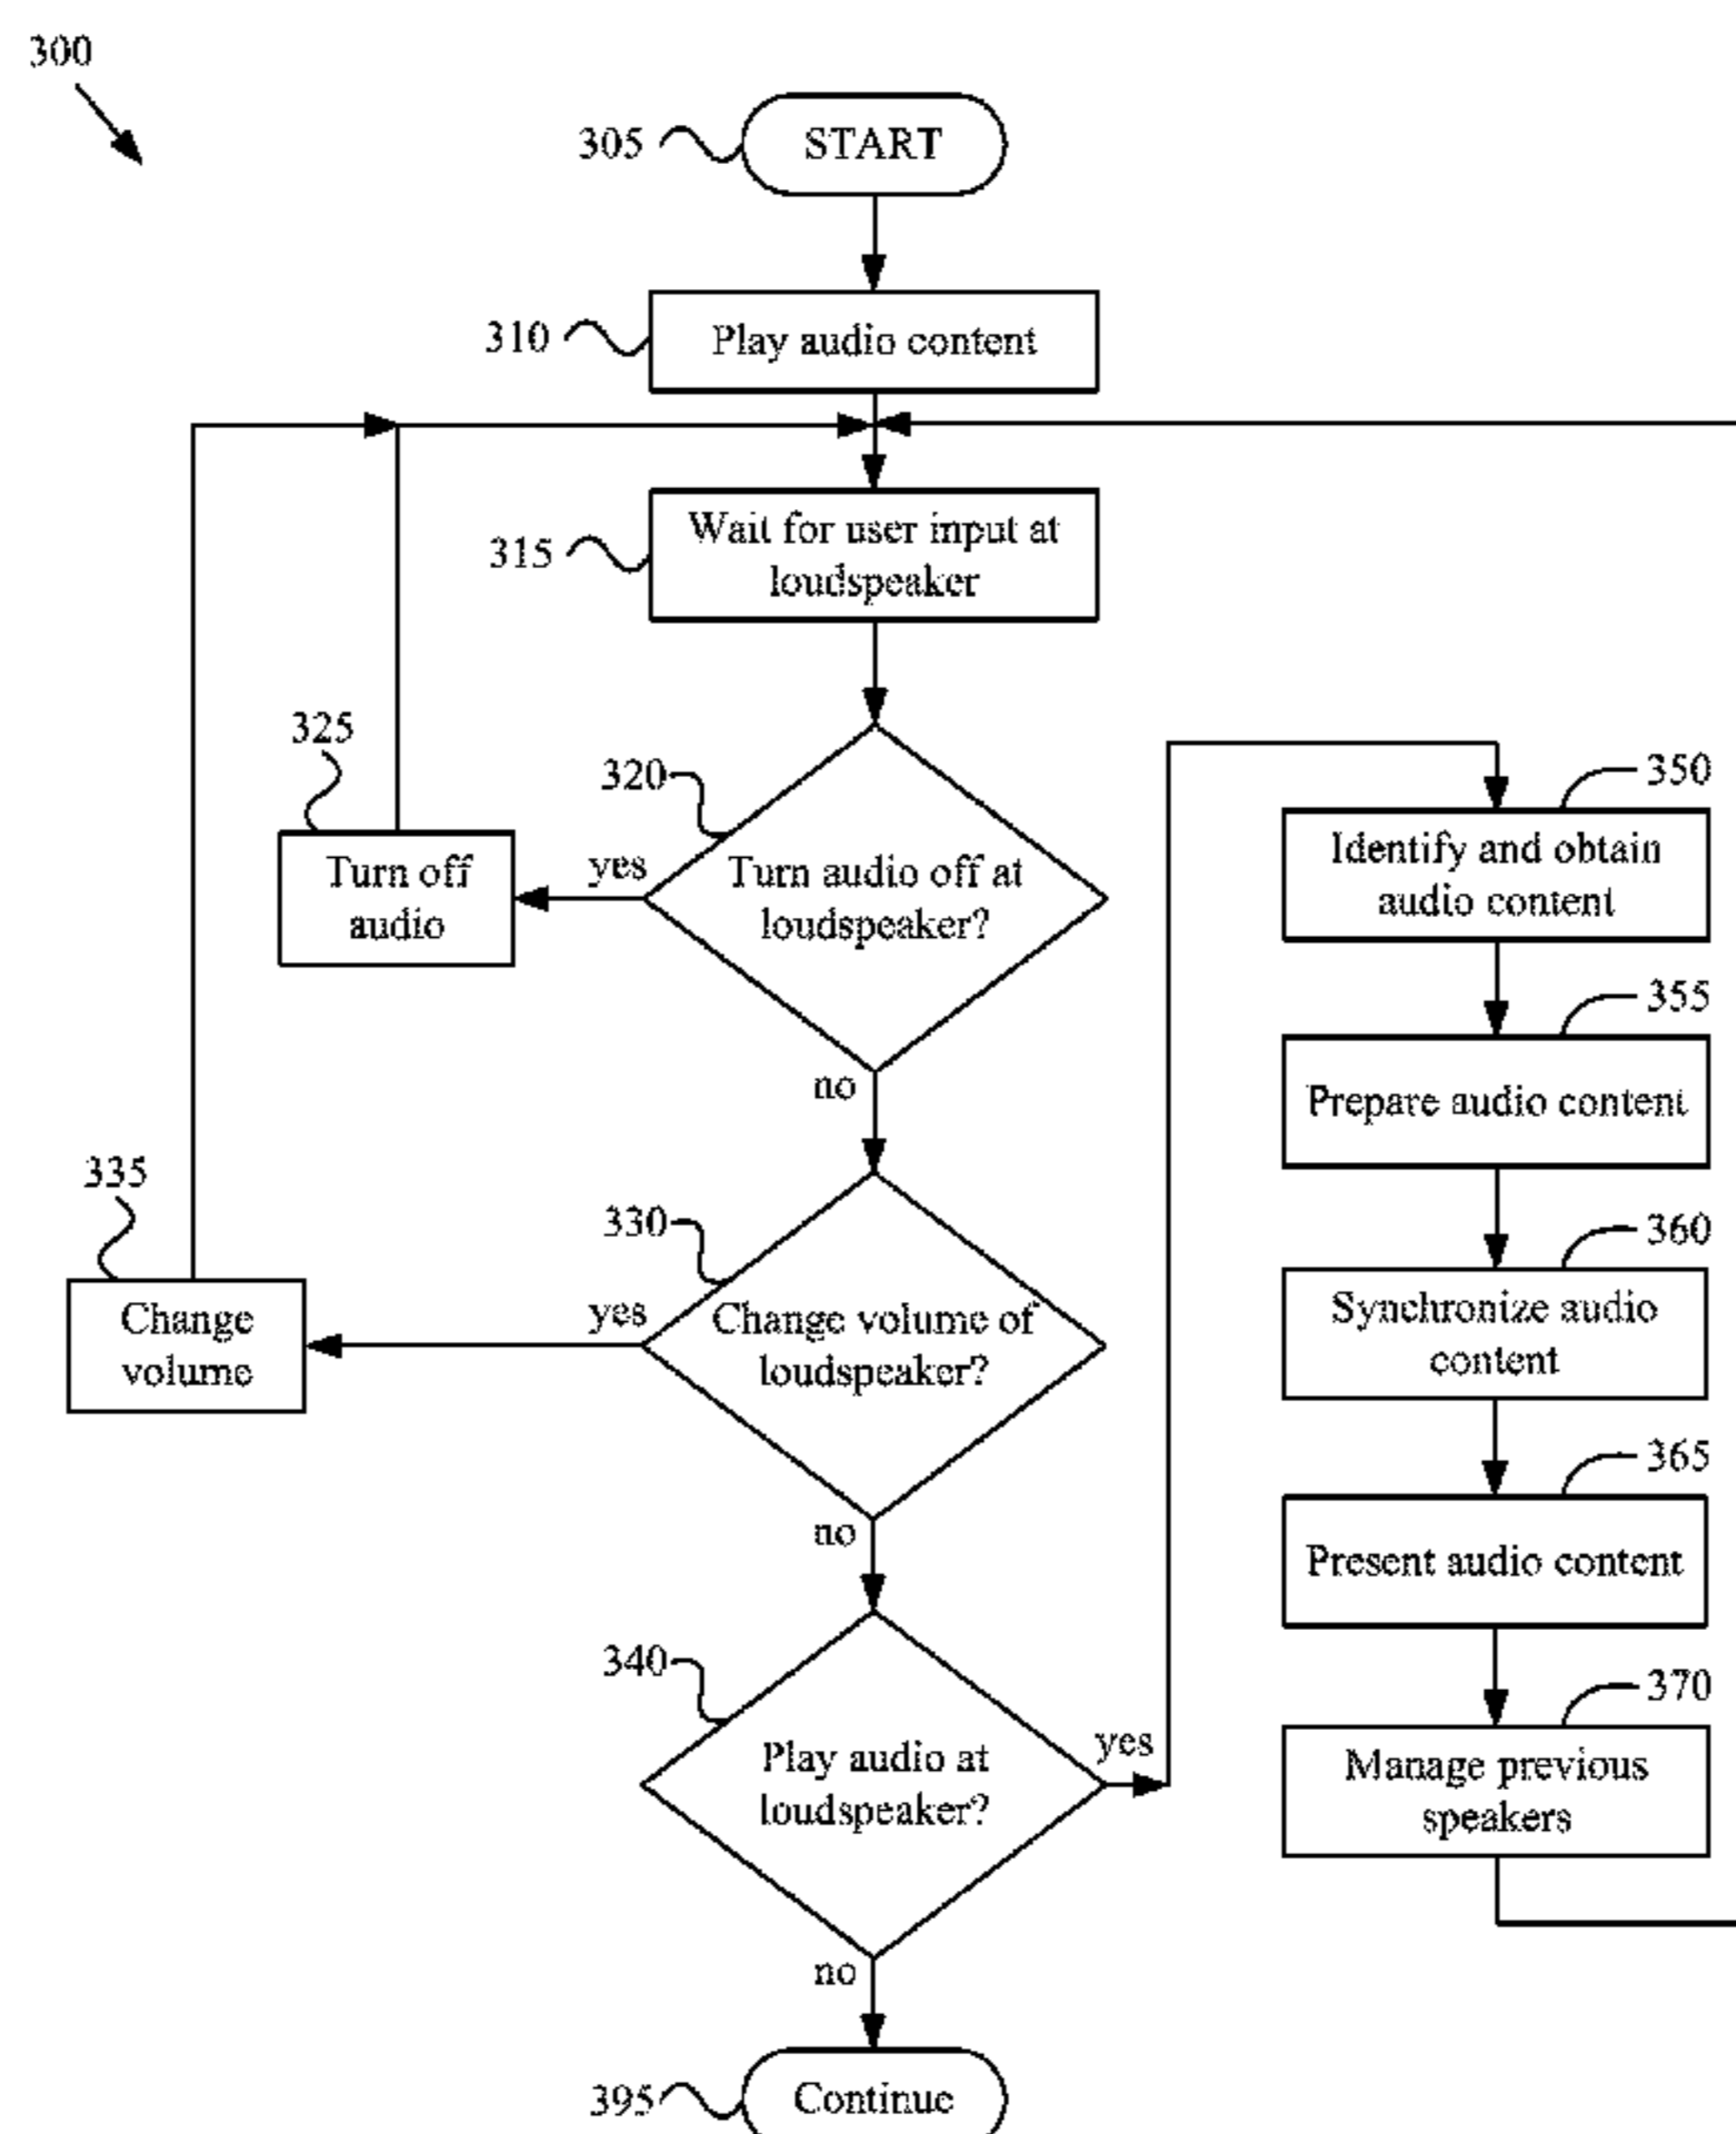 300
305
START
310
Play audio content
315
Wait for user input at
loudspeaker
325
320
Turn off
audio
yes
Turn audio off at
loudspeaker?
no
335
330
Change
volume
yes
Change volume of
loudspeaker?
no
340
Play audio at
loudspeaker?
yes
no
350
Identify and obtain
audio content
355
Prepare audio content
360
Synchronize audio
content
365
Present audio content
370
Manage previous
speakers
395
Continue